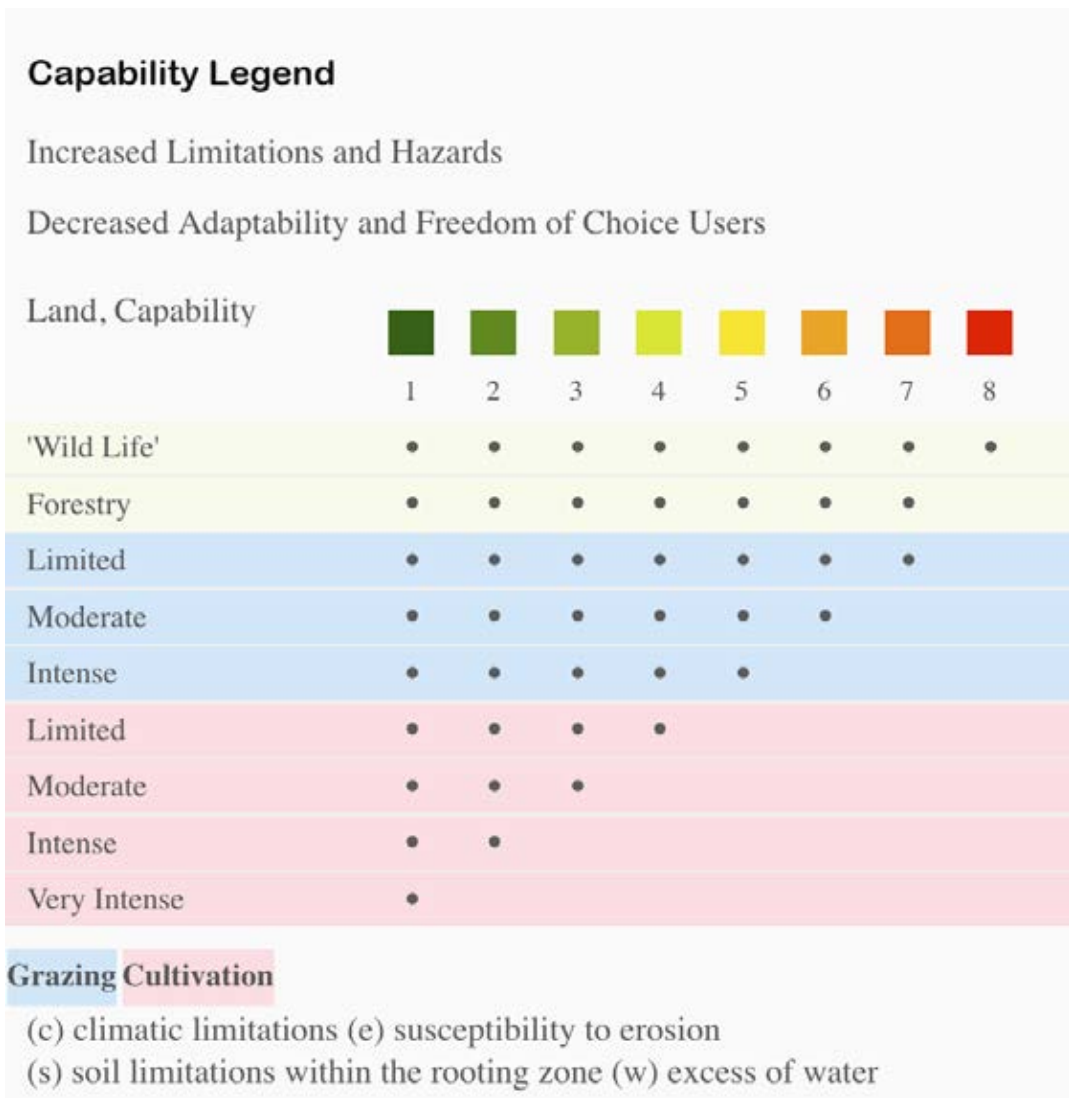 Capability Legend
Increased Limitations and Hazards
Decreased Adaptability and Freedom of Choice Users
Land, Capability
1 2 3 4 5 6 7 8
'Wild Life'
Forestry
Limited
Moderate
Intense
Limited
Moderate
Intense
Very Intense
Grazing Cultivation
(c) climatic limitations (e) susceptibility to erosion
(s) soil limitations within the rooting zone (w) excess of water